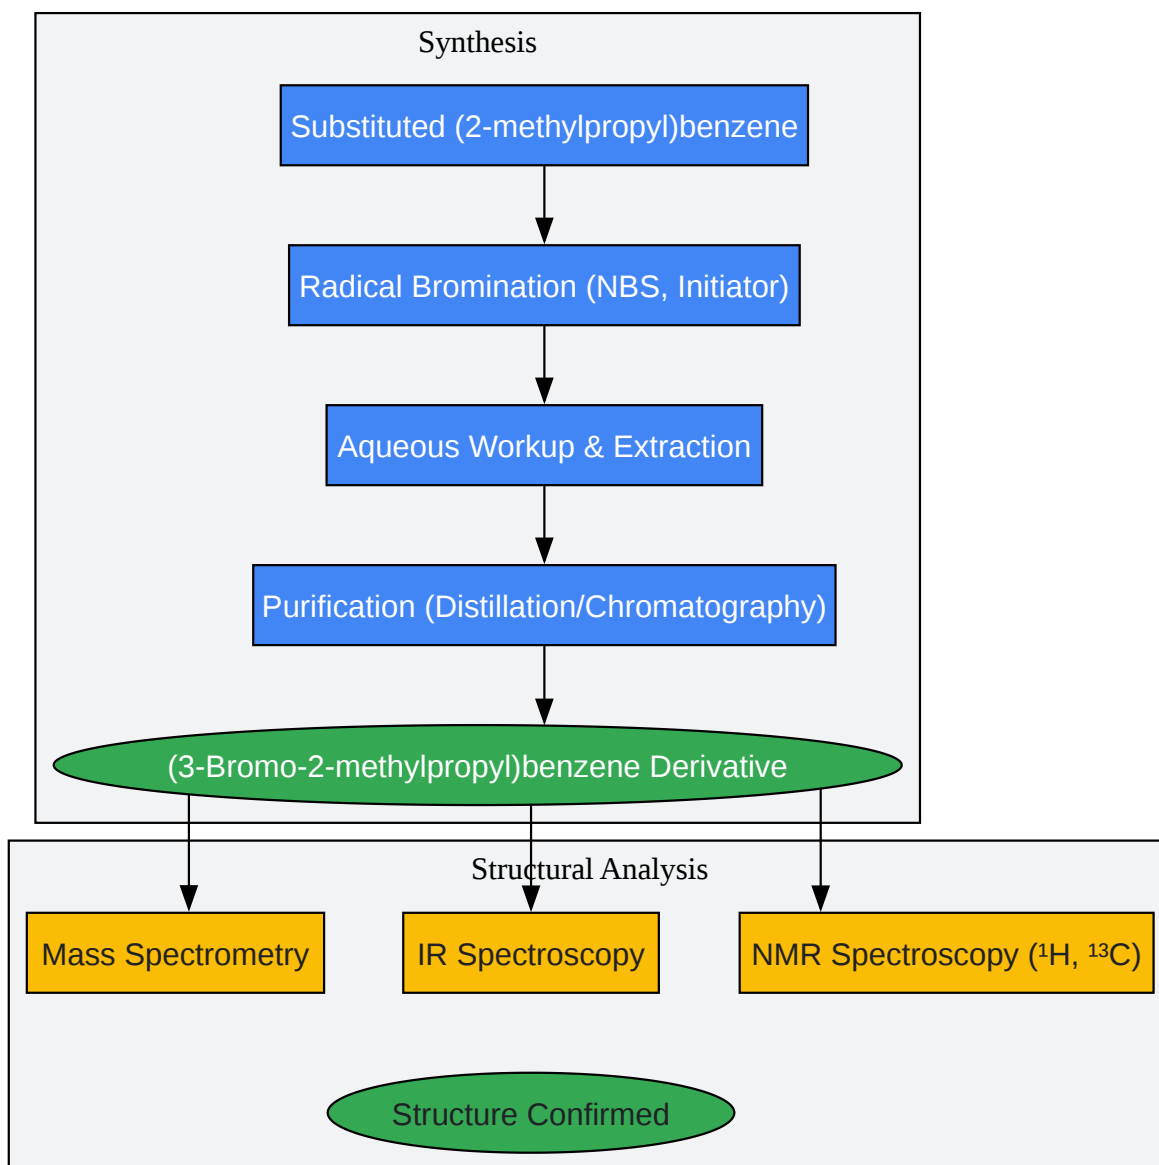 Synthesis
Substituted (2-methylpropyl)benzene
Radical Bromination (NBS, Initiator)
Aqueous Workup & Extraction
Purification (Distillation/Chromatography)
(3-Bromo-2-methylpropyl)benzene Derivative
Structural Analysis
Mass Spectrometry
IR Spectroscopy
NMR Spectroscopy (¹H, ¹³C)
Structure Confirmed